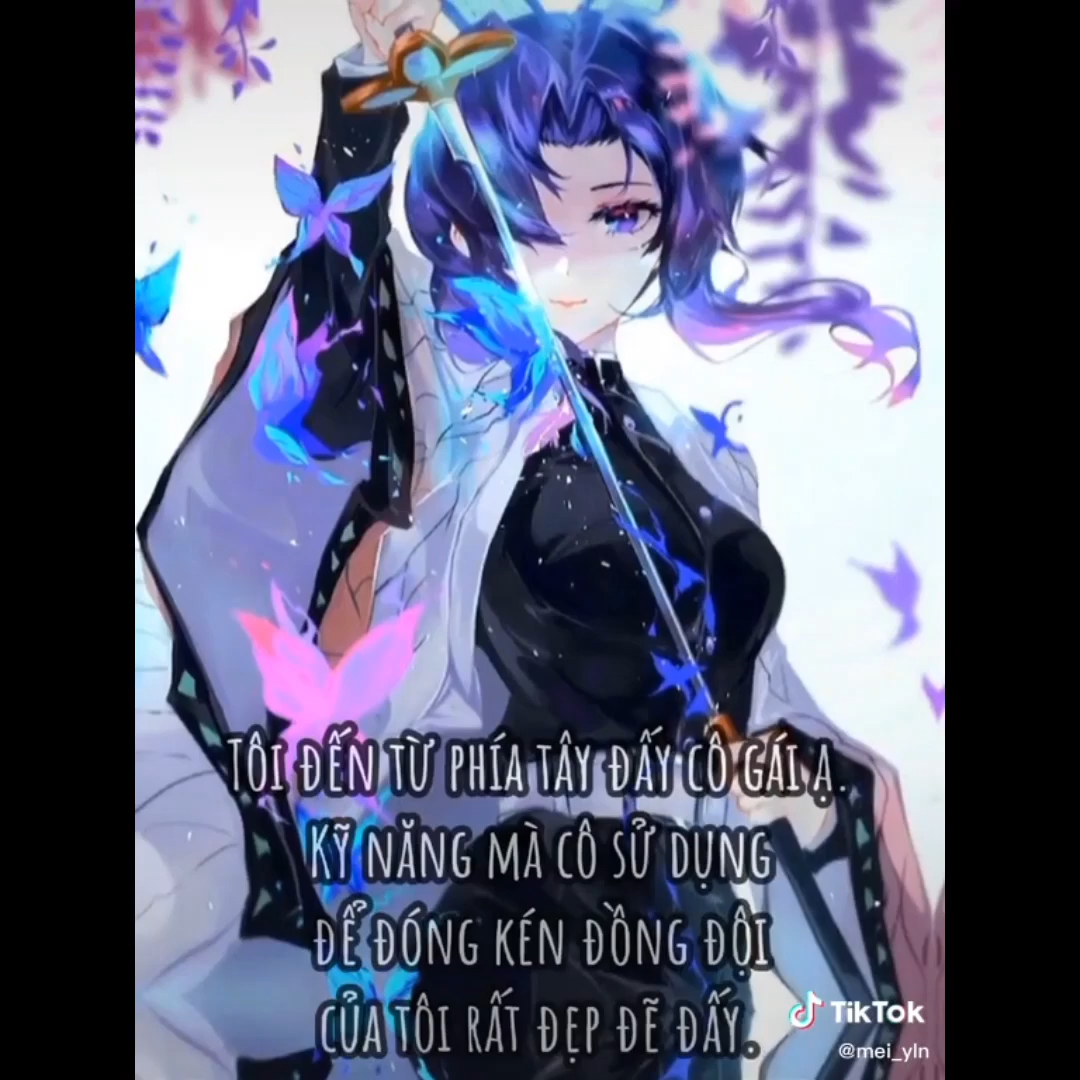 Tôi đến từ phía tây đấy cô gái ạ.
Kỹ năng mà cô sử dụng
để đóng kén đồng đội
của tôi rất đẹp đẽ đấy.
TikTok
@mei_yln